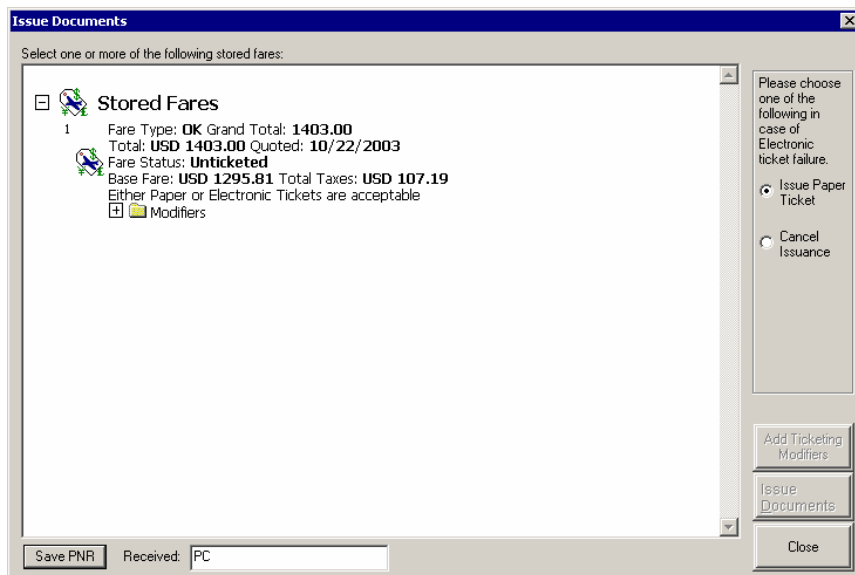 Issue Documents
Select one or more of the following stored fares:
Stored Fares
1 Fare Type: OK Grand Total: 1403.00
Total: USD 1403.00 Quoted: 10/22/2003
Fare Status: Unticketed
Base Fare: USD 1295.81 Total Taxes: USD 107.19
Either Paper or Electronic Tickets are acceptable
Modifiers
Please choose
one of the
following in
case of
Electronic
ticket failure.
Issue Paper
Ticket
Cancel
Issuance
Add Ticketing
Modifiers
Issue
Documents
Close
Save PNR Received: PC